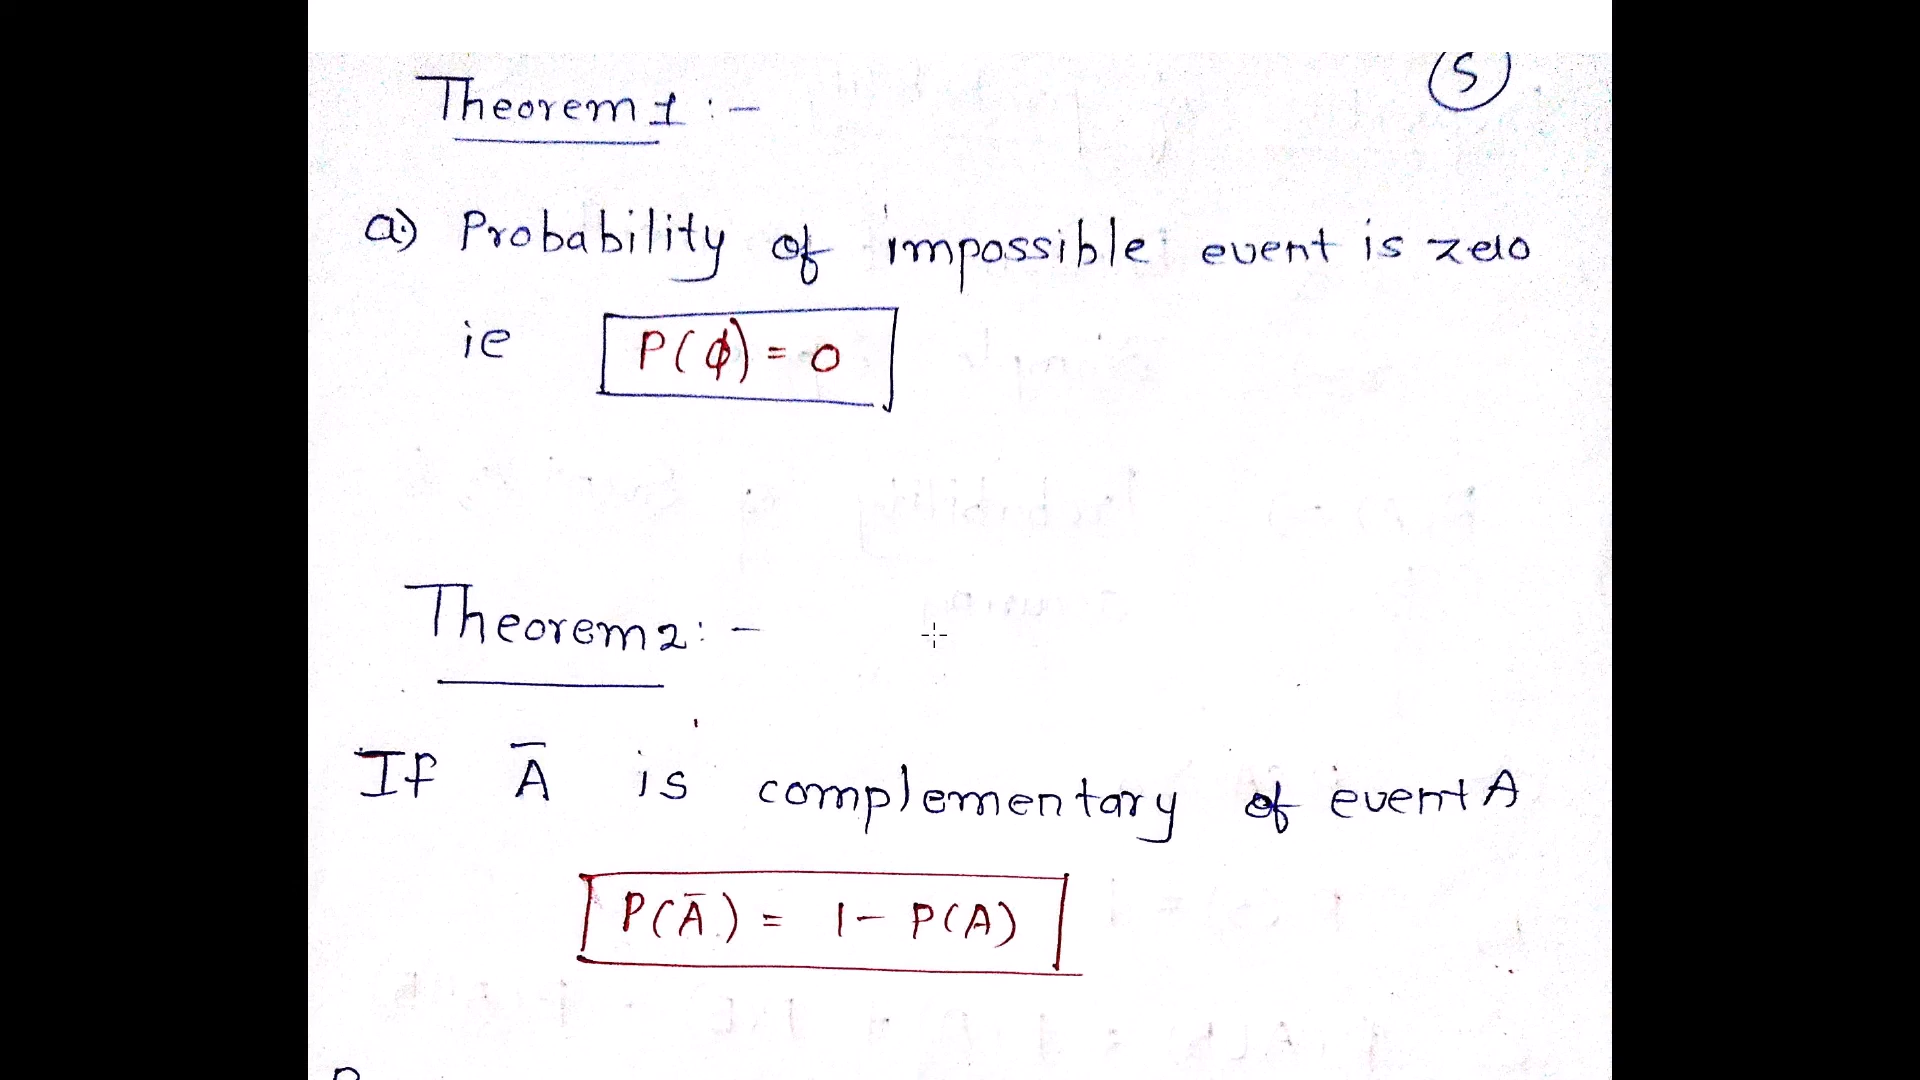 5
Theorem 1 : -
a) Probability of impossible event is zero
ie P(ϕ) = 0
Theorem 2 : -
If Ā is complementary of event A
P(Ā) = 1 - P(A)